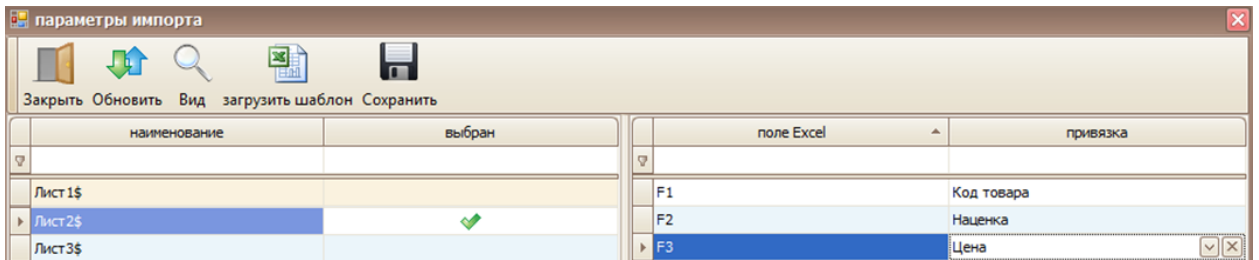 параметры импорта
Закрыть Обновить Вид загрузить шаблон Сохранить
наименование выбран поле Excel привязка
Лист1$ F1 Код товара
Лист2$ F2 Наценка
Лист3$ F3 Цена